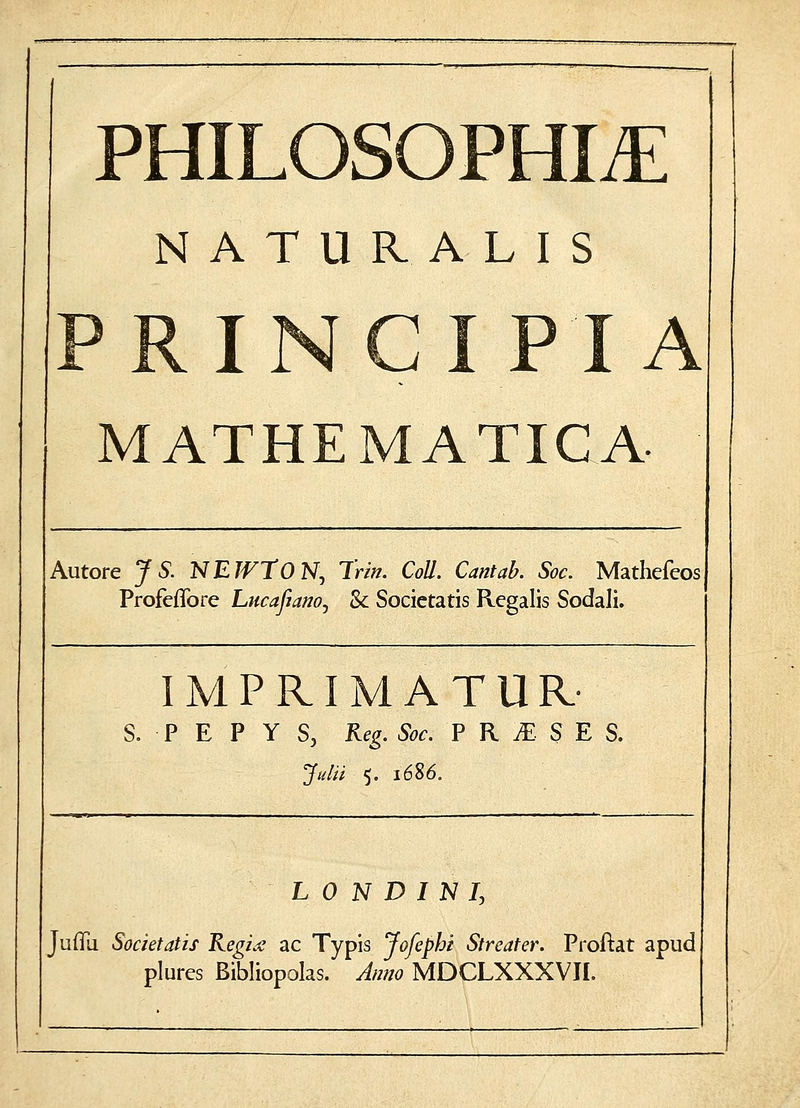 PHILOSOPHIÆ
NATURALIS
PRINCIPIA
MATHEMATICA.
Autore JS. NEWTON, Trin. Coll. Cantab. Soc. Matheſeos
Profeſſore Lucaſiano, & Societatis Regalis Sodali.
IMPRIMATUR.
S. PEPYS, Reg. Soc. PRÆSES.
Julii 5. 1686.
LONDINI,
Juſſu Societatis Regiæ ac Typis Joſephi Streater. Proſtat apud
plures Bibliopolas. Anno MDCLXXXVII.